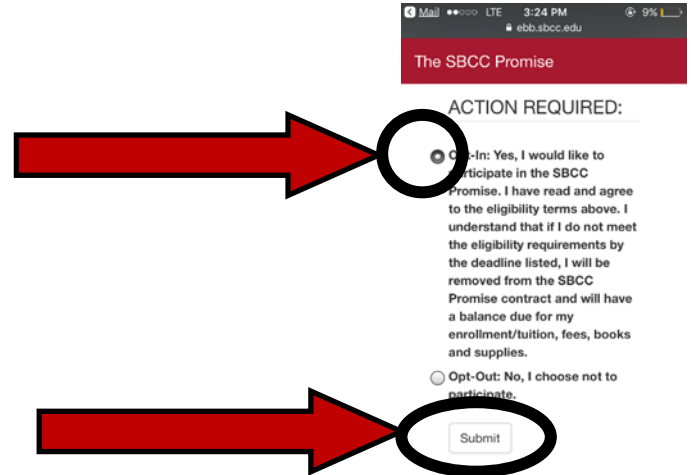 Mail LTE 3:24 PM 9%
ebb.sbcc.edu
The SBCC Promise
ACTION REQUIRED:
Opt-In: Yes, I would like to
participate in the SBCC
Promise. I have read and agree
to the eligibility terms above. I
understand that if I do not meet
the eligibility requirements by
the deadline listed, I will be
removed from the SBCC
Promise contract and will have
a balance due for my
enrollment/tuition, fees, books
and supplies.
Opt-Out: No, I choose not to
participate.
Submit